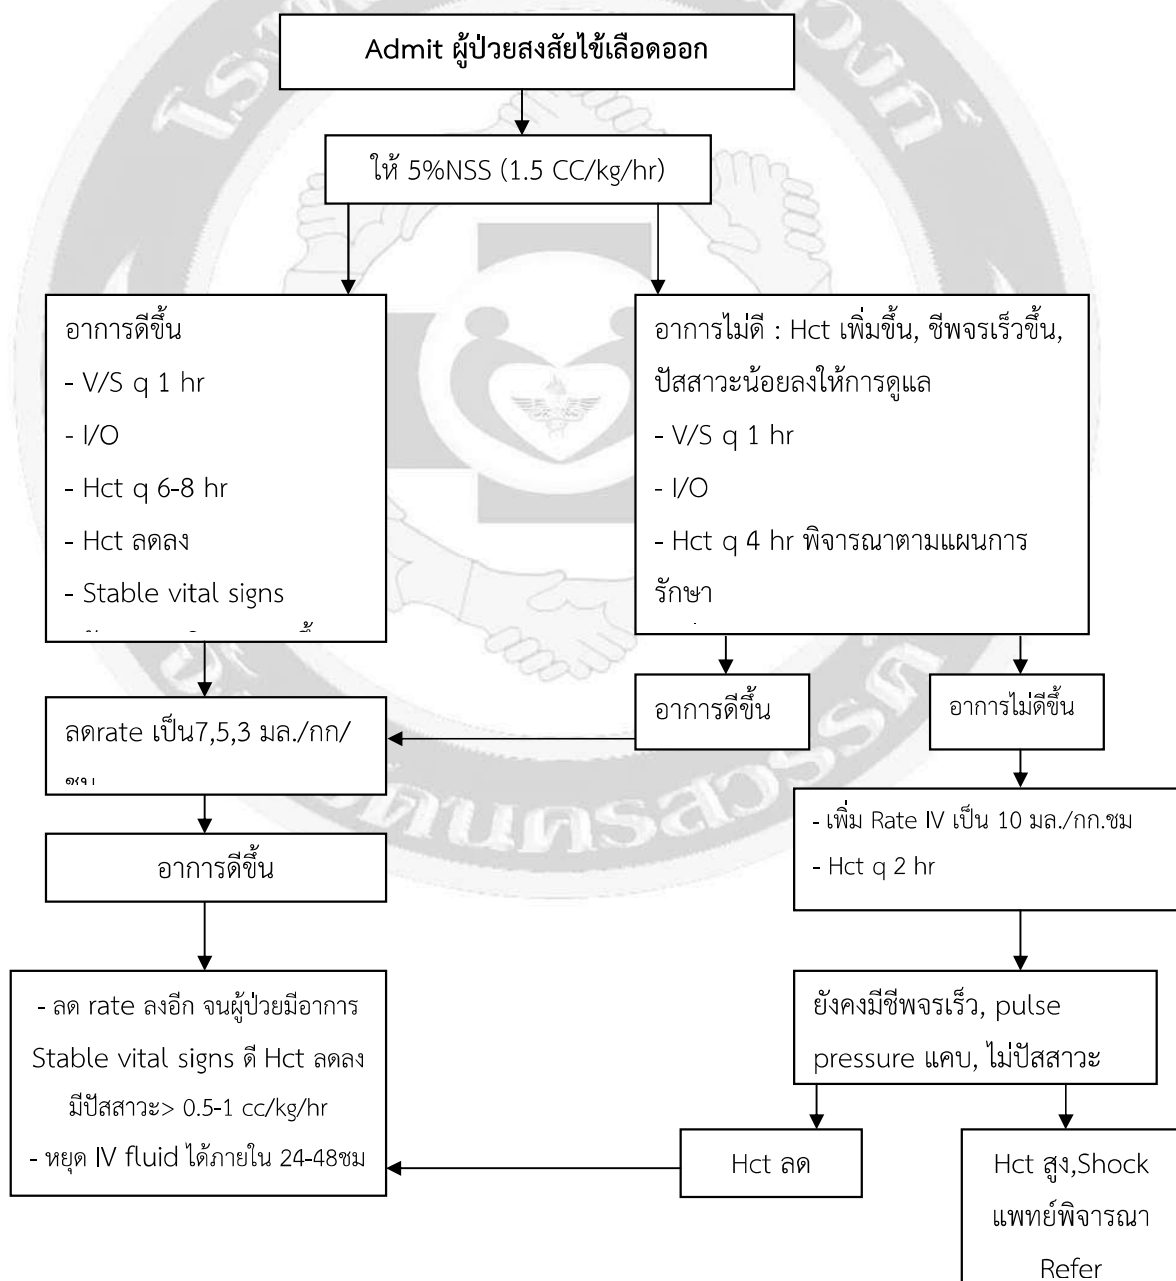 Admit ผู้ป่วยสงสัยไข้เลือดออก
ให้ 5%NSS (1.5 CC/kg/hr)
อาการดีขึ้น
- V/S q 1 hr
- I/O
- Hct q 6-8 hr
- Hct ลดลง
- Stable vital signs
อาการไม่ดี : Hct เพิ่มขึ้น, ชีพจรเร็วขึ้น,
ปัสสาวะน้อยลงให้การดูแล
- V/S q 1 hr
- I/O
- Hct q 4 hr พิจารณาตามแผนการ
รักษา
อาการดีขึ้น
อาการไม่ดีขึ้น
ลดrate เป็น7,5,3 มล./กก/
- เพิ่ม Rate IV เป็น 10 มล./กก.ชม
- Hct q 2 hr
อาการดีขึ้น
- ลด rate ลงอีก จนผู้ป่วยมีอาการ
Stable vital signs ดี Hct ลดลง
มีปัสสาวะ> 0.5-1 cc/kg/hr
- หยุด IV fluid ได้ภายใน 24-48ชม
ยังคงมีชีพจรเร็ว, pulse
pressure แคบ, ไม่ปัสสาวะ
Hct ลด
Hct สูง,Shock
แพทย์พิจารณา
Refer